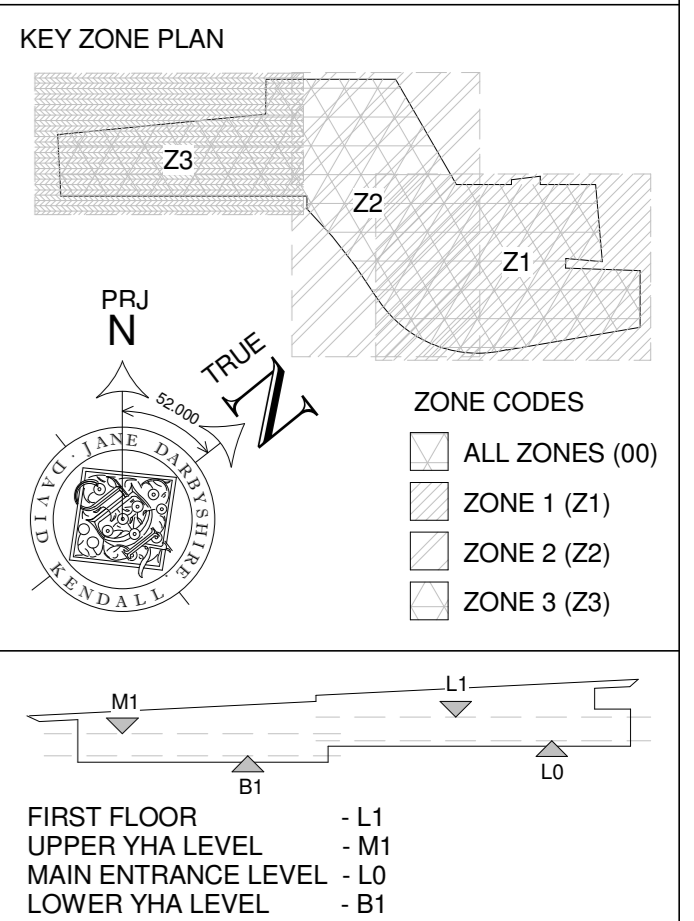 KEY ZONE PLAN
Z3
Z2
Z1
PRJ
N
TRUE
N
52.000
JANE DARBYSHIRE
DAVID KENDALL
ZONE CODES
ALL ZONES (00)
ZONE 1 (Z1)
ZONE 2 (Z2)
ZONE 3 (Z3)
M1
L1
B1
L0
FIRST FLOOR - L1
UPPER YHA LEVEL - M1
MAIN ENTRANCE LEVEL - L0
LOWER YHA LEVEL - B1